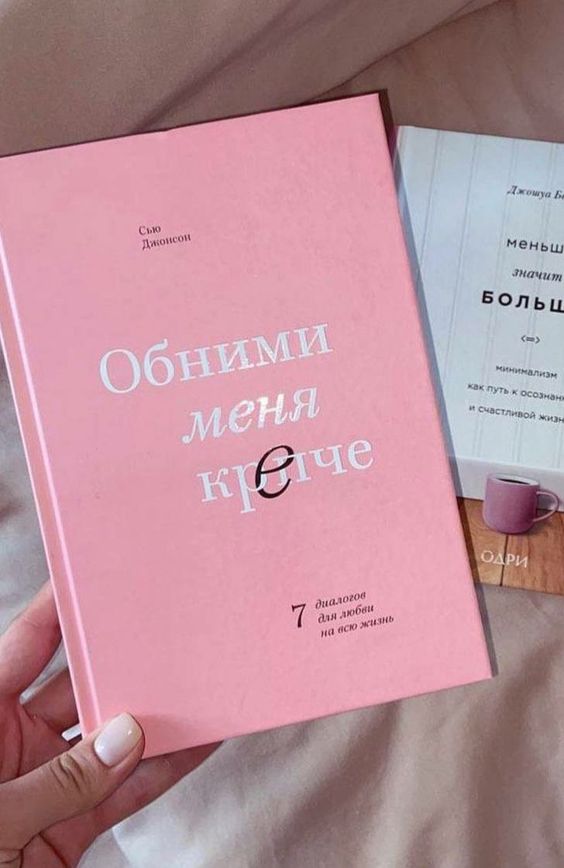 Сью
Джонсон
Обними
меня
крепче
7 диалогов
для любви
на всю жизнь
Джошуа
меньш
значит
БОЛЬШ
<=>
минимализм
как путь к осознан
и счастливой жизн
ОДРИ